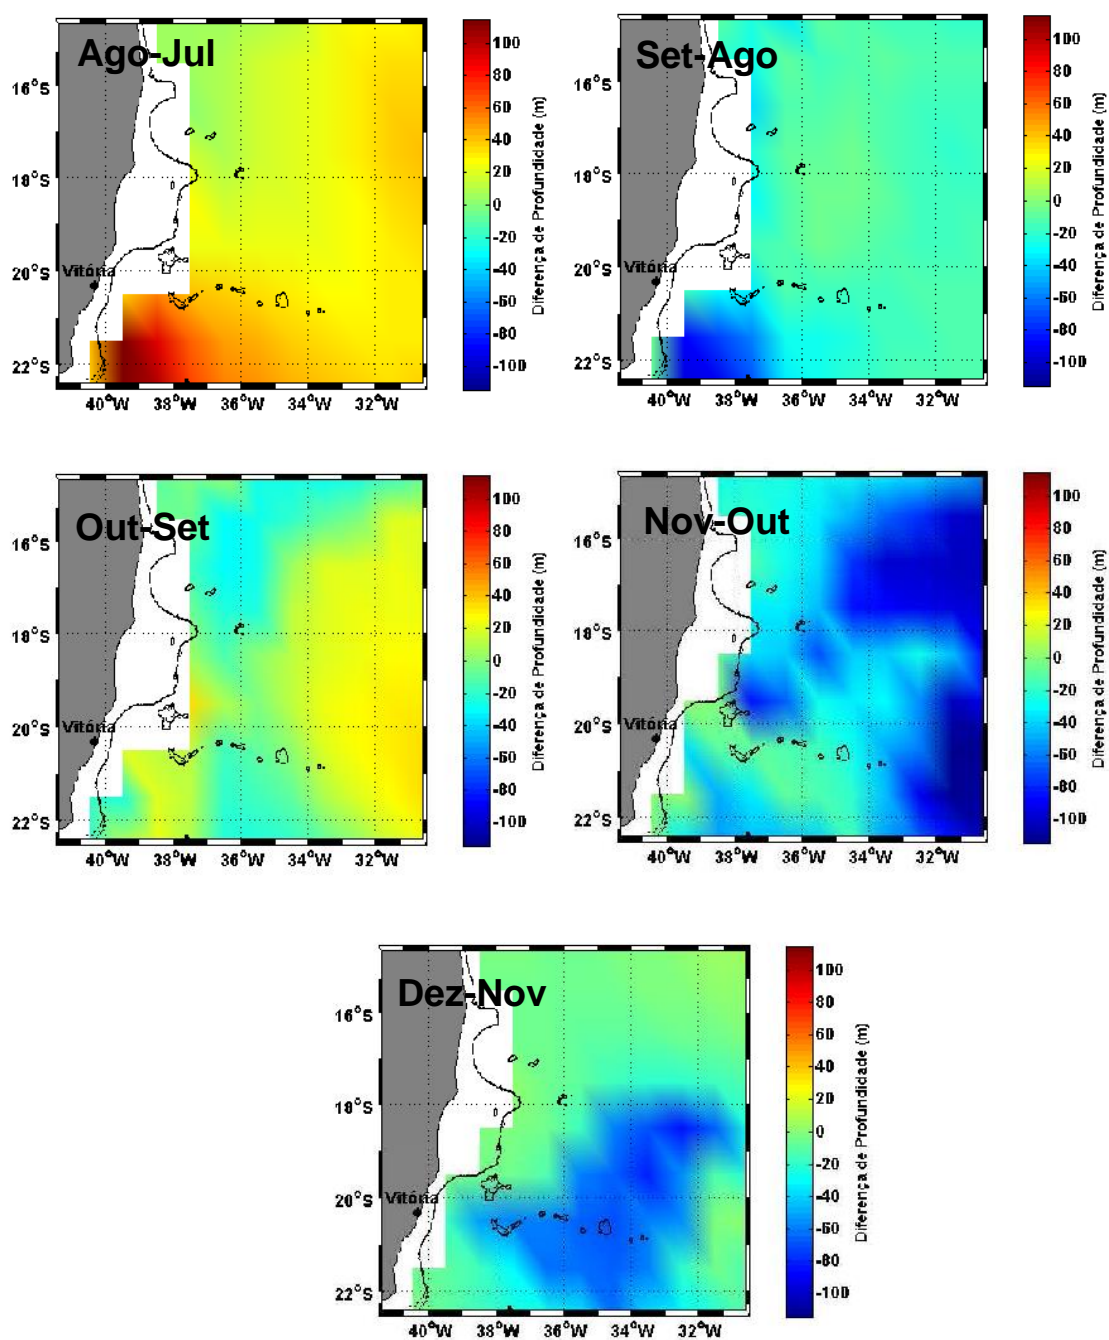 Ago-Jul
16°S
18°S
20°S
22°S
Vitória
40°W 38°W 36°W 34°W 32°W
100
80
60
40
20
0
-20
-40
-60
-80
-100
Diferença de Profundidade (m)
Set-Ago
16°S
18°S
20°S
22°S
Vitória
40°W 38°W 36°W 34°W 32°W
100
80
60
40
20
0
-20
-40
-60
-80
-100
Diferença de Profundidade (m)
Out-Set
16°S
18°S
20°S
22°S
Vitória
40°W 38°W 36°W 34°W 32°W
100
80
60
40
20
0
-20
-40
-60
-80
-100
Diferença de Profundidade (m)
Nov-Out
16°S
18°S
20°S
22°S
Vitória
40°W 38°W 36°W 34°W 32°W
100
80
60
40
20
0
-20
-40
-60
-80
-100
Diferença de Profundidade (m)
Dez-Nov
16°S
18°S
20°S
22°S
Vitória
40°W 38°W 36°W 34°W 32°W
100
80
60
40
20
0
-20
-40
-60
-80
-100
Diferença de Profundidade (m)